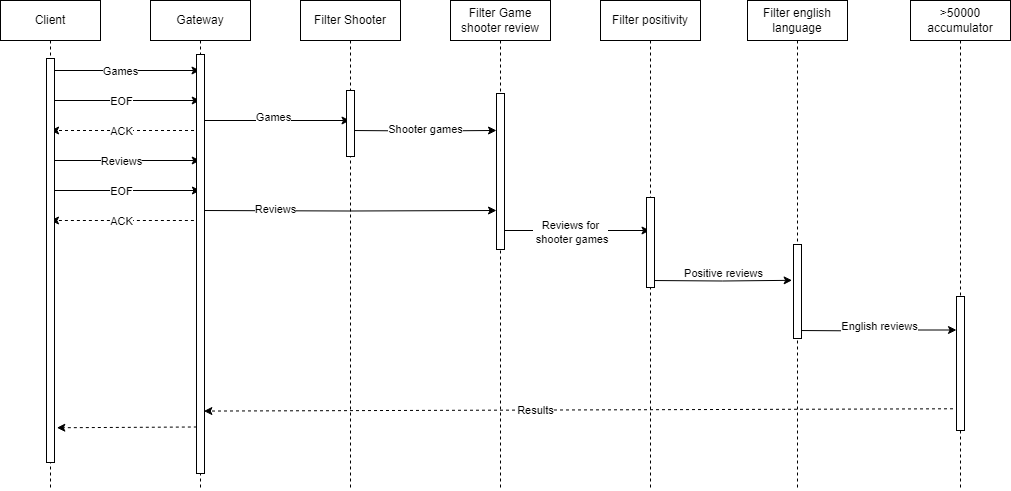 Client
Gateway
Filter Shooter
Filter Game
shooter review
Filter positivity
Filter english
language
>50000
accumulator
Games
EOF
Games
ACK
Shooter games
Reviews
EOF
Reviews
ACK
Reviews for
shooter games
Positive reviews
English reviews
Results